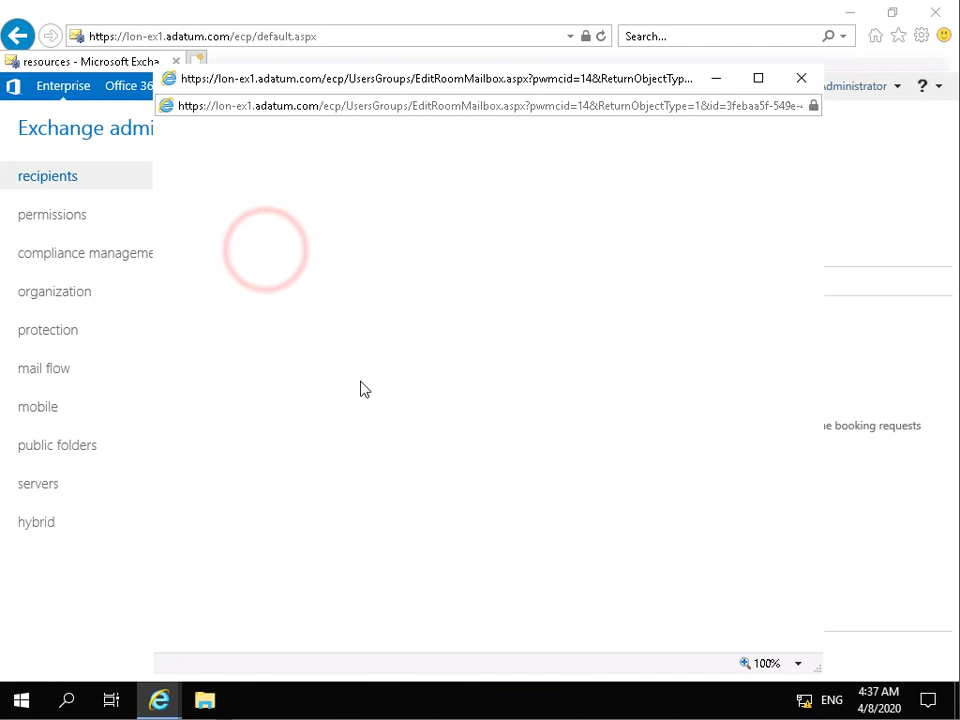 https://lon-ex1.adatum.com/ecp/default.aspx
Search...
resources - Microsoft Excha
https://lon-ex1.adatum.com/ecp/UsersGroups/EditRoomMailbox.aspx?pwmcid=14&ReturnObjectTyp...
Enterprise Office 36
https://lon-ex1.adatum.com/ecp/UsersGroups/EditRoomMailbox.aspx?pwmcid=14&ReturnObjectType=1&id=3febaa5f-549e-
dministrator ?
Exchange admi
recipients
permissions
compliance manageme
organization
protection
mail flow
mobile
public folders
servers
hybrid
he booking requests
100%
ENG
4:37 AM
4/8/2020